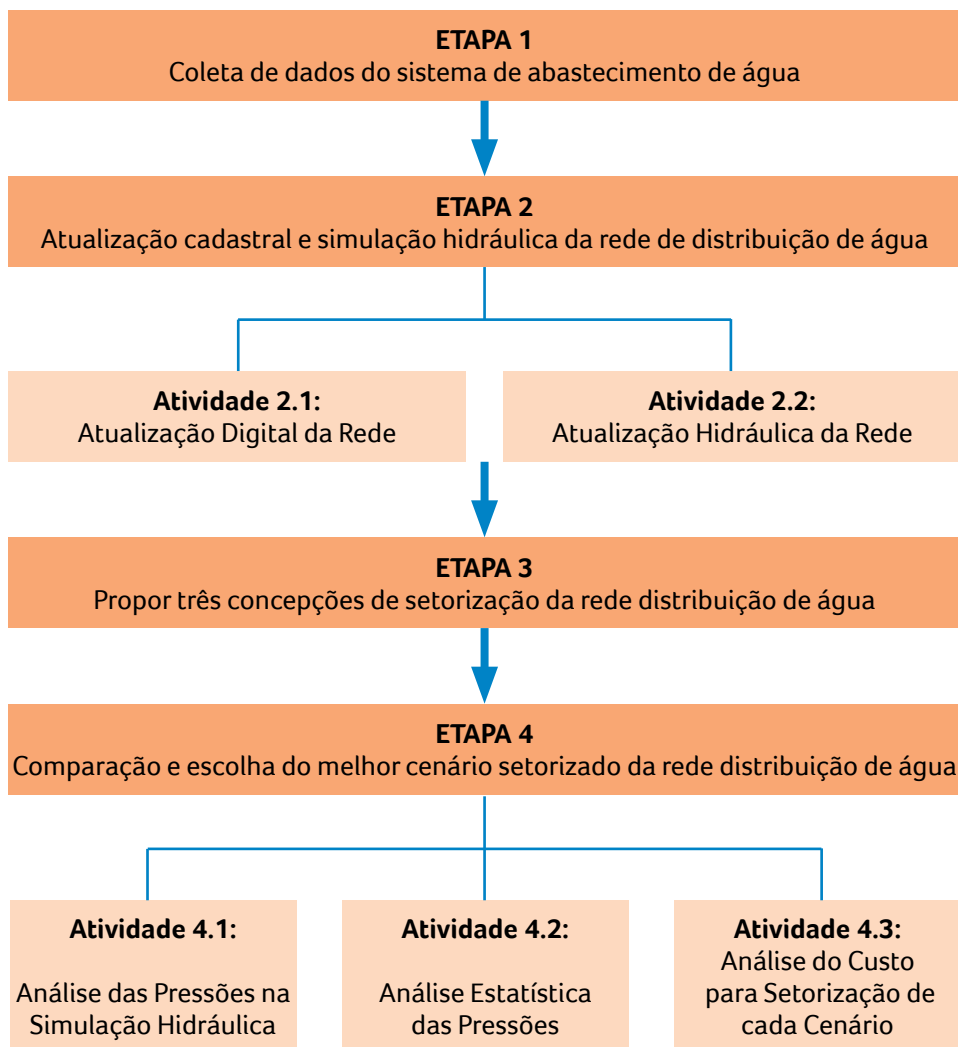 ETAPA 1
Coleta de dados do sistema de abastecimento de água
ETAPA 2
Atualização cadastral e simulação hidráulica da rede de distribuição de água
Atividade 2.1:
Atualização Digital da Rede
Atividade 2.2:
Atualização Hidráulica da Rede
ETAPA 3
Propor três concepções de setorização da rede distribuição de água
ETAPA 4
Comparação e escolha do melhor cenário setorizado da rede distribuição de água
Atividade 4.1:
Análise das Pressões na
Simulação Hidráulica
Atividade 4.2:
Análise Estatística
das Pressões
Atividade 4.3:
Análise do Custo
para Setorização de
cada Cenário